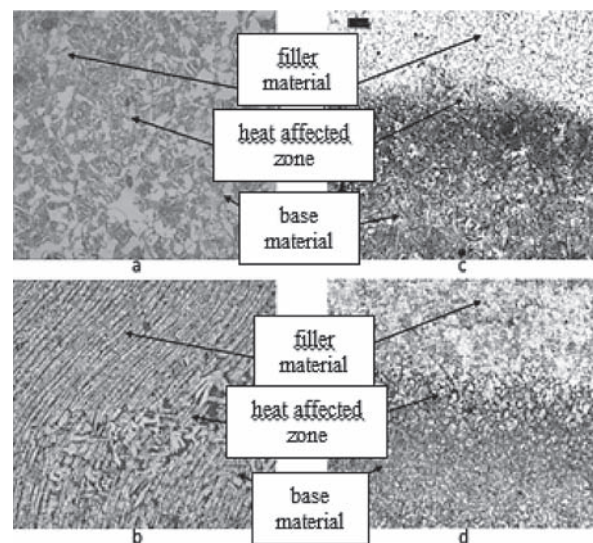 filler
material
heat affected
zone
base
material
a
c
filler
material
heat affected
zone
base
material
b
d